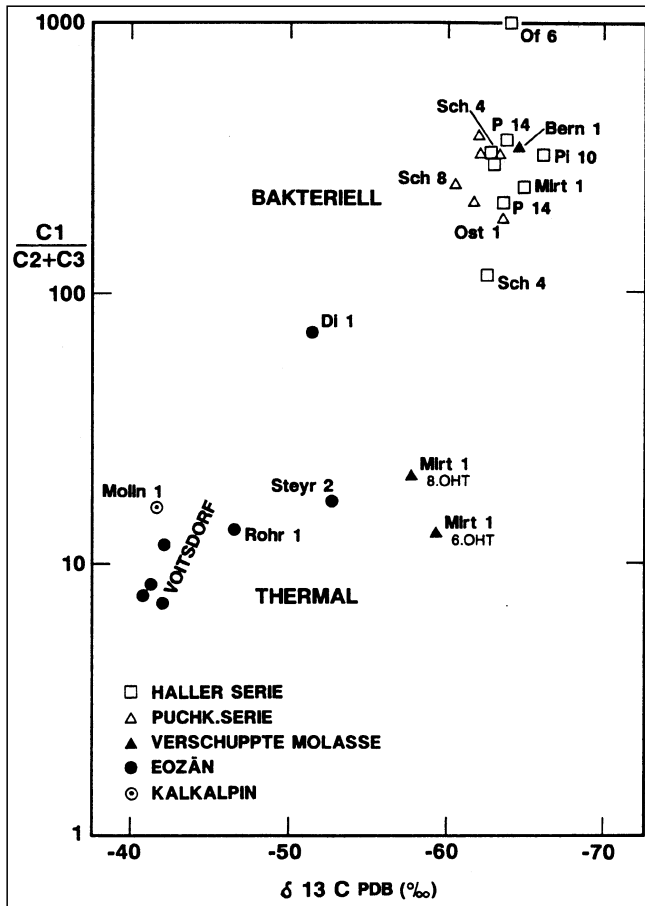 1000
Of 6
Sch 4
P 14
Bern 1
Pi 10
Sch 8
Mirt 1
BAKTERIELL
P 14
C1
C2+C3
Ost 1
Sch 4
100
Di 1
Mirt 1
8.OHT
Molln 1
Steyr 2
VOITSDORF
Rohr 1
Mirt 1
6.OHT
10
THERMAL
HALLER SERIE
PUCHK.SERIE
VERSCHUPPTE MOLASSE
EOZÄN
KALKALPIN
1
-40 -50 -60 -70
δ 13 C PDB (‰)